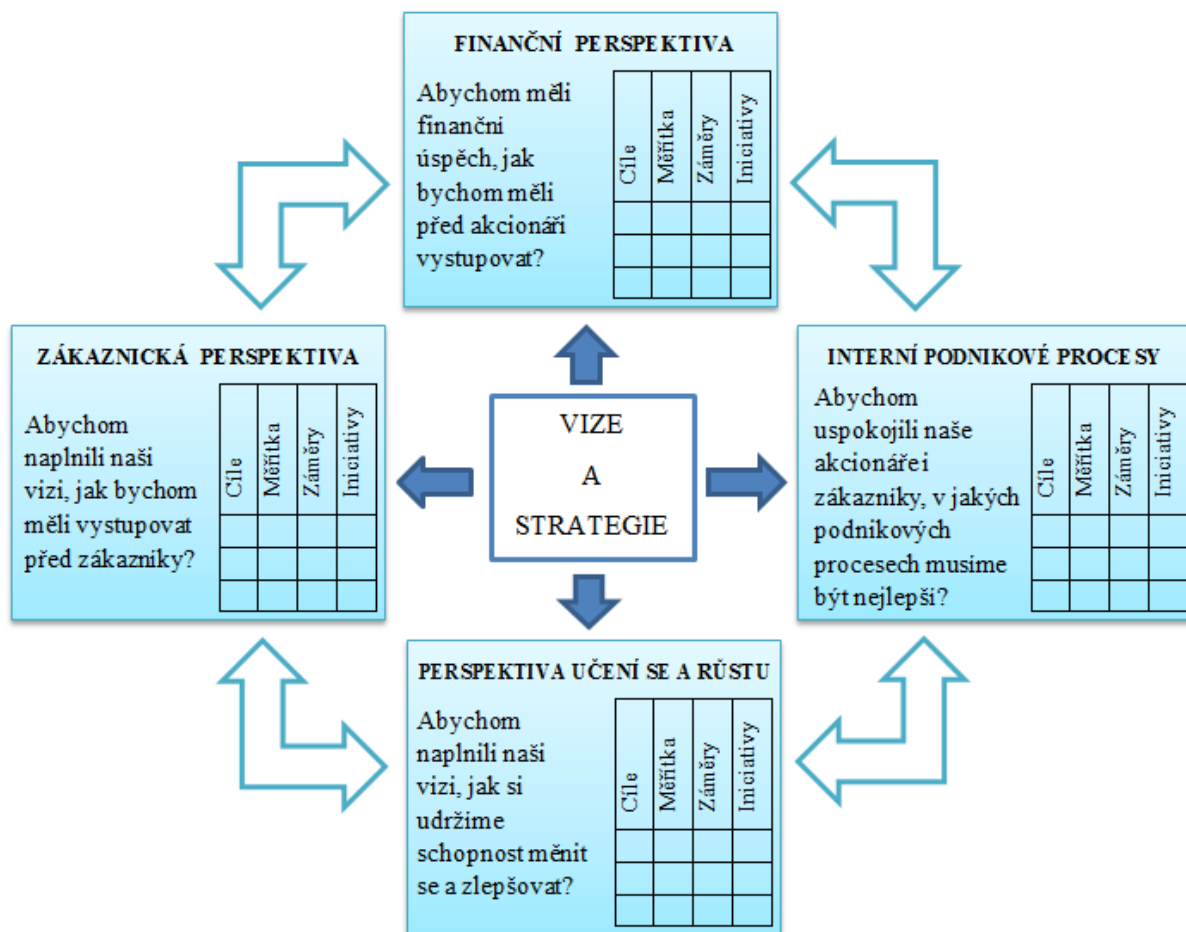 FINANČNÍ PERSPEKTIVA
Abychom měli
finanční
úspěch, jak
bychom měli
před akcionáři
vystupovat?
Cíle
Měřítka
Záměry
Iniciativy
ZÁKAZNICKÁ PERSPEKTIVA
Abychom
naplnili naši
vizi, jak bychom
měli vystupovat
před zákazníky?
Cíle
Měřítka
Záměry
Iniciativy
VIZE
A
STRATEGIE
INTERNÍ PODNIKOVÉ PROCESY
Abychom
uspokojili naše
akcionáře i
zákazníky, v jakých
podnikových
procesech musíme
být nejlepší?
Cíle
Měřítka
Záměry
Iniciativy
PERSPEKTIVA UČENÍ SE A RŮSTU
Abychom
naplnili naši
vizi, jak si
udržíme
schopnost měnit
se a zlepšovat?
Cíle
Měřítka
Záměry
Iniciativy